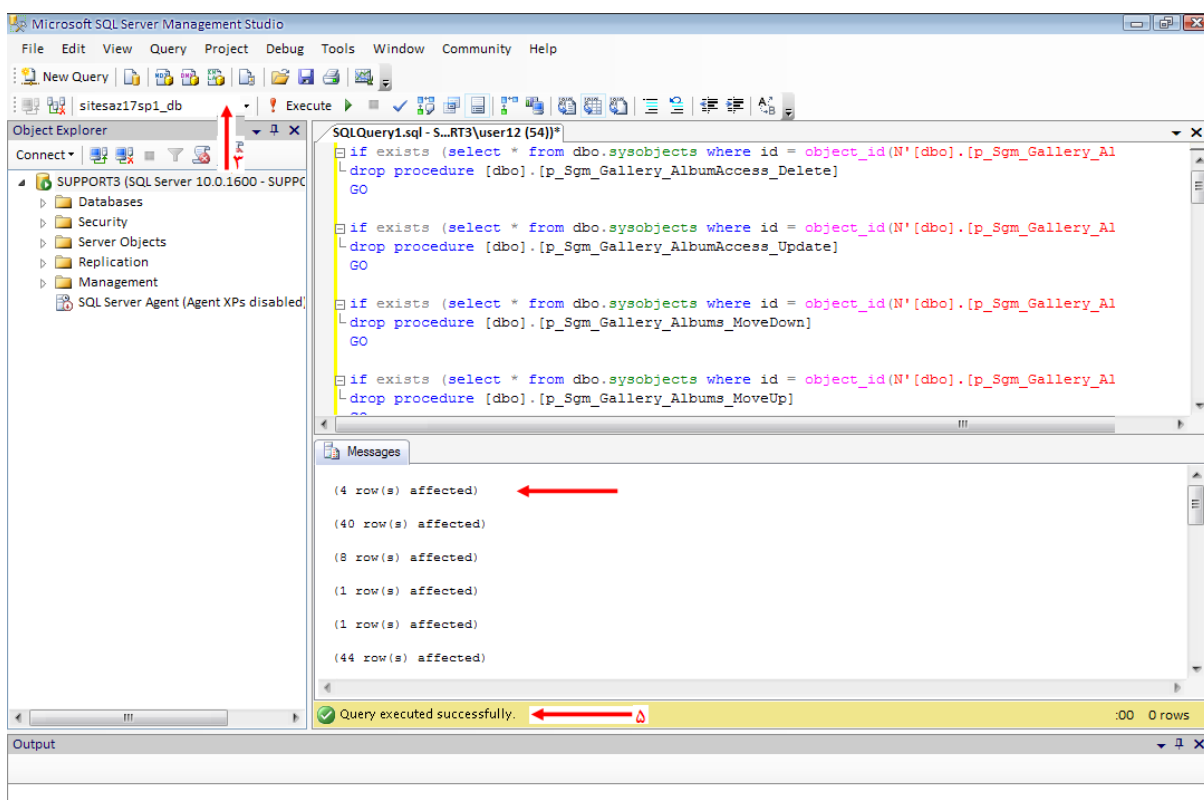 Microsoft SQL Server Management Studio
File Edit View Query Project Debug Tools Window Community Help
New Query
sitesaz17sp1_db Execute
Object Explorer
۳
Connect
SUPPORT3 (SQL Server 10.0.1600 - SUPPC
Databases
Security
Server Objects
Replication
Management
SQL Server Agent (Agent XPs disabled)
SQLQuery1.sql - S...RT3\user12 (54))*
if exists (select * from dbo.sysobjects where id = object_id(N'[dbo].[p_Sgm_Gallery_Al
drop procedure [dbo].[p_Sgm_Gallery_AlbumAccess_Delete]
GO
if exists (select * from dbo.sysobjects where id = object_id(N'[dbo].[p_Sgm_Gallery_Al
drop procedure [dbo].[p_Sgm_Gallery_AlbumAccess_Update]
GO
if exists (select * from dbo.sysobjects where id = object_id(N'[dbo].[p_Sgm_Gallery_Al
drop procedure [dbo].[p_Sgm_Gallery_Albums_MoveDown]
GO
if exists (select * from dbo.sysobjects where id = object_id(N'[dbo].[p_Sgm_Gallery_Al
drop procedure [dbo].[p_Sgm_Gallery_Albums_MoveUp]
Messages
(4 row(s) affected)
(40 row(s) affected)
(8 row(s) affected)
(1 row(s) affected)
(1 row(s) affected)
(44 row(s) affected)
Query executed successfully. ۵ :00 0 rows
Output